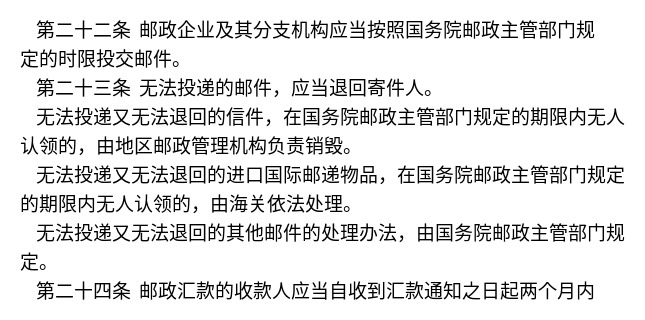 第二十二条 邮政企业及其分支机构应当按照国务院邮政主管部门规
定的时限投交邮件。
第二十三条 无法投递的邮件，应当退回寄件人。
无法投递又无法退回的信件，在国务院邮政主管部门规定的期限内无人
认领的，由地区邮政管理机构负责销毁。
无法投递又无法退回的进口国际邮递物品，在国务院邮政主管部门规定
的期限内无人认领的，由海关依法处理。
无法投递又无法退回的其他邮件的处理办法，由国务院邮政主管部门规
定。
第二十四条 邮政汇款的收款人应当自收到汇款通知之日起两个月内